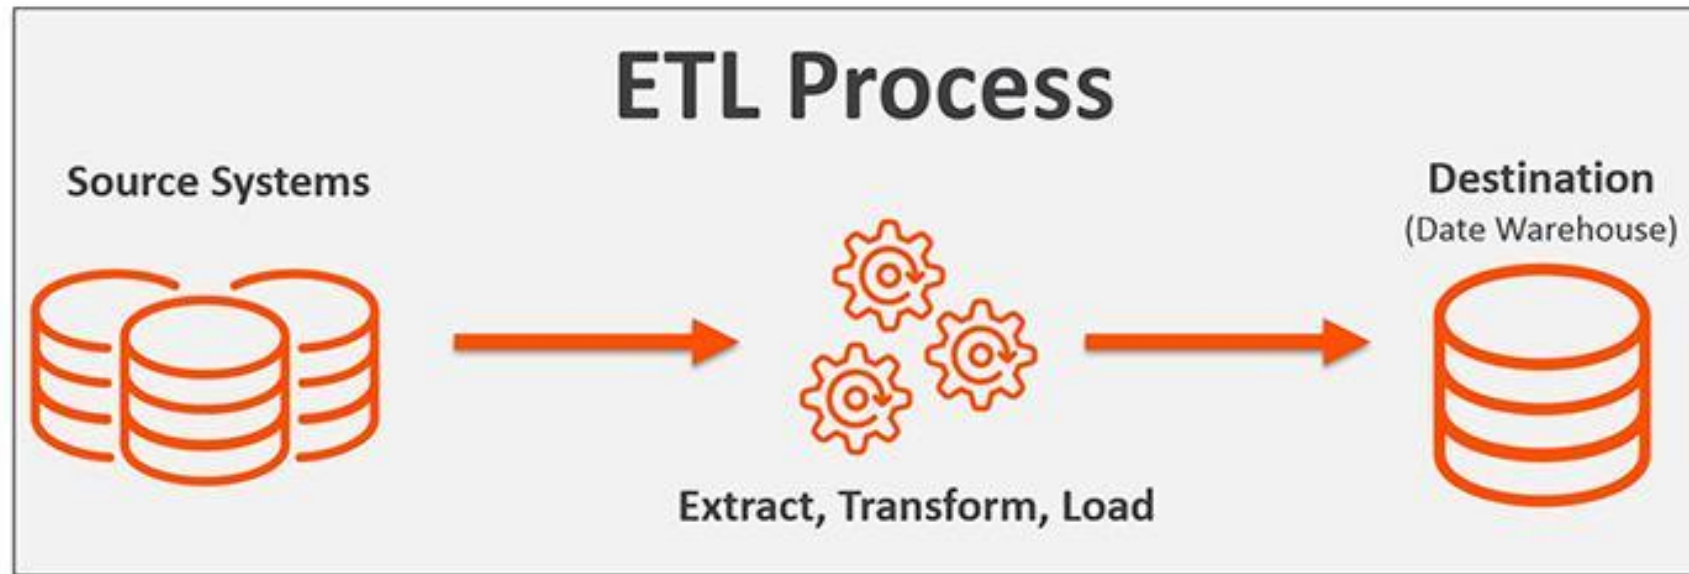 ETL Process
Source Systems
Destination
(Date Warehouse)
Extract, Transform, Load